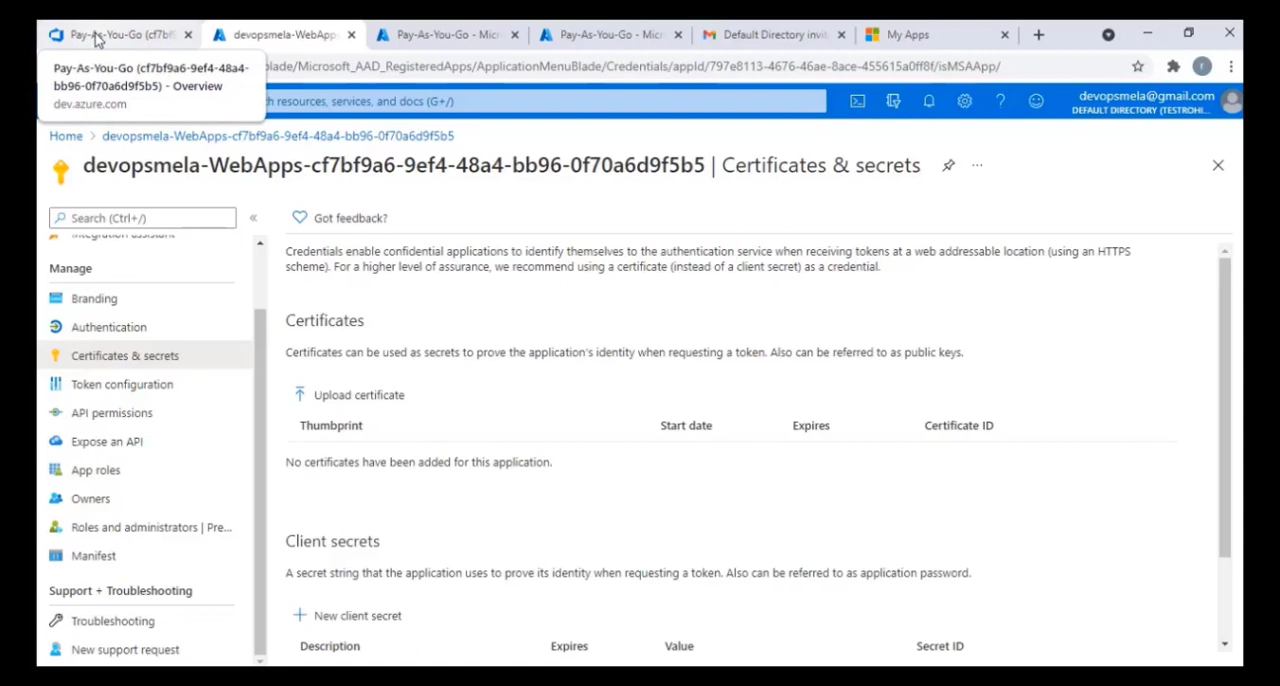 Pay-As-You-Go (cf7bf
devopsmela-WebApp
Pay-As-You-Go - Micr
Pay-As-You-Go - Micr
Default Directory invit
My Apps
Pay-As-You-Go (cf7bf9a6-9ef4-48a4-
bb96-0f70a6d9f5b5) - Overview
dev.azure.com
blade/Microsoft_AAD_RegisteredApps/ApplicationMenuBlade/Credentials/appId/797e8113-4676-46ae-8ace-455615a0ff8f/isMSAApp/
h resources, services, and docs (G+/)
devopsmela@gmail.com
DEFAULT DIRECTORY (TESTROHI...
Home > devopsmela-WebApps-cf7bf9a6-9ef4-48a4-bb96-0f70a6d9f5b5
devopsmela-WebApps-cf7bf9a6-9ef4-48a4-bb96-0f70a6d9f5b5 | Certificates & secrets
Search (Ctrl+/)
Got feedback?
Integration assistant
Credentials enable confidential applications to identify themselves to the authentication service when receiving tokens at a web addressable location (using an HTTPS
scheme). For a higher level of assurance, we recommend using a certificate (instead of a client secret) as a credential.
Manage
Branding
Authentication
Certificates & secrets
Token configuration
API permissions
Expose an API
App roles
Owners
Roles and administrators | Pre...
Manifest
Support + Troubleshooting
Troubleshooting
New support request
Certificates
Certificates can be used as secrets to prove the application's identity when requesting a token. Also can be referred to as public keys.
Upload certificate
Thumbprint
Start date
Expires
Certificate ID
No certificates have been added for this application.
Client secrets
A secret string that the application uses to prove its identity when requesting a token. Also can be referred to as application password.
New client secret
Description
Expires
Value
Secret ID